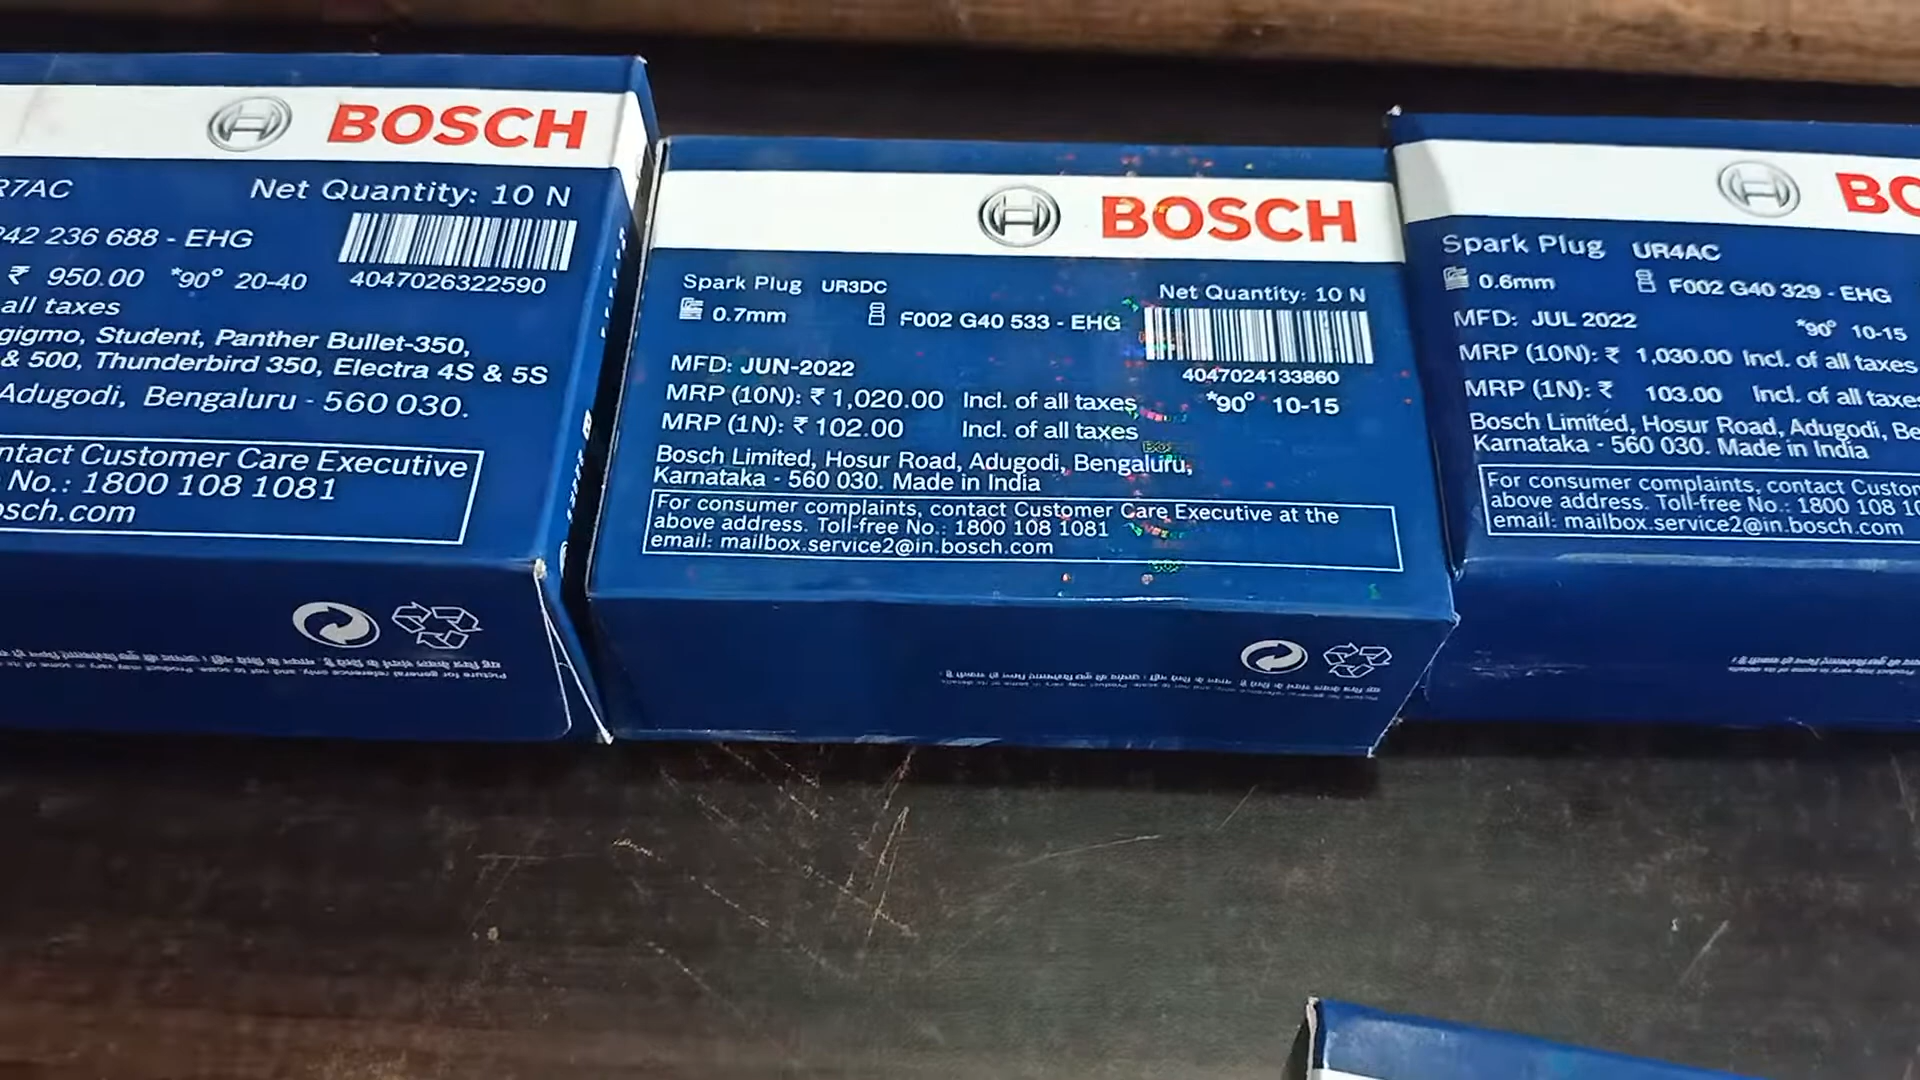 BOSCH
R7AC
Net Quantity: 10 N
242 236 688 - EHG
₹ 950.00 *90° 20-40
4047026322590
all taxes
gigmo, Student, Panther Bullet-350,
& 500, Thunderbird 350, Electra 4S & 5S
Adugodi, Bengaluru - 560 030.
ntact Customer Care Executive
No.: 1800 108 1081
osch.com
BOSCH
Spark Plug UR3DC
Net Quantity: 10 N
0.7mm F002 G40 533 - EHG
4047024133860
MFD: JUN-2022
*90° 10-15
MRP (10N): ₹ 1,020.00 Incl. of all taxes
MRP (1N): ₹ 102.00 Incl. of all taxes
Bosch Limited, Hosur Road, Adugodi, Bengaluru,
Karnataka - 560 030. Made in India
For consumer complaints, contact Customer Care Executive at the
above address. Toll-free No.: 1800 108 1081
email: mailbox.service2@in.bosch.com
BO
Spark Plug UR4AC
0.6mm F002 G40 329 - EHG
MFD: JUL 2022
*90° 10-15
MRP (10N): ₹ 1,030.00 Incl. of all taxes
MRP (1N): ₹ 103.00 Incl. of all taxes
Bosch Limited, Hosur Road, Adugodi, Be
Karnataka - 560 030. Made in India
For consumer complaints, contact Custom
above address. Toll-free No.: 1800 108 10
email: mailbox.service2@in.bosch.com